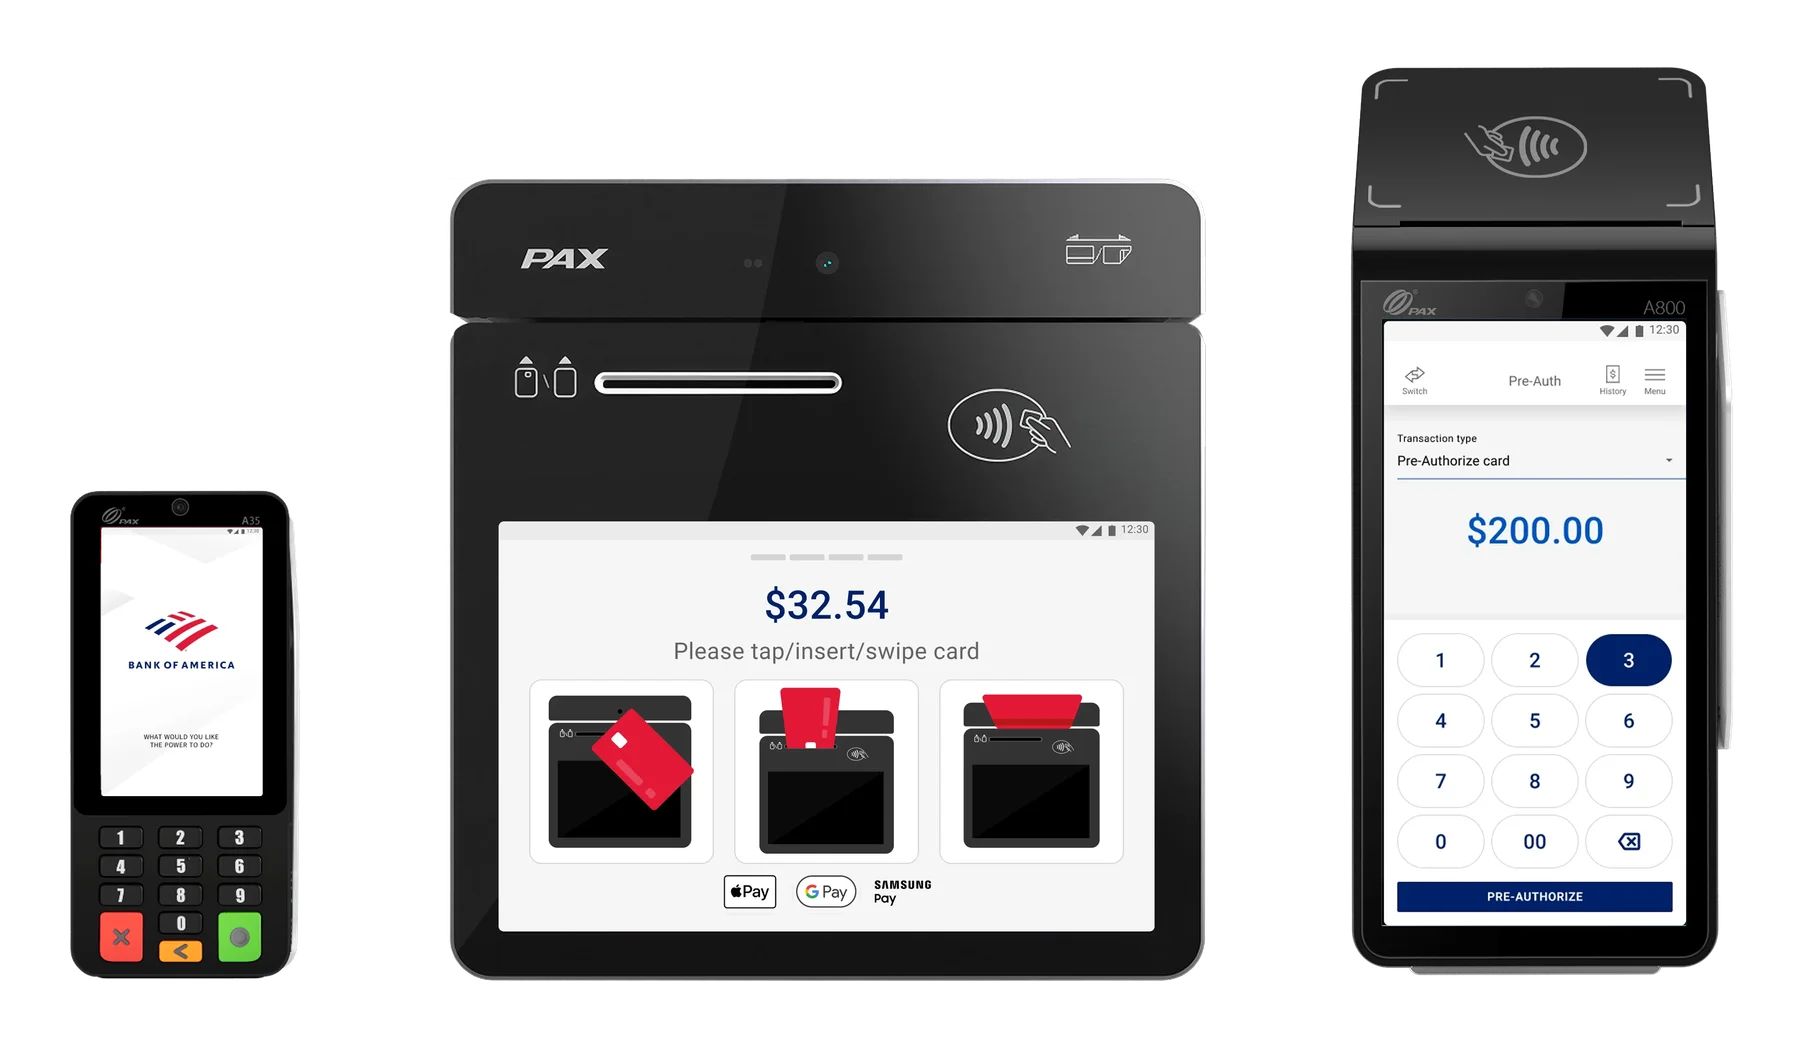 PAX
A35
12:30
BANK OF AMERICA
WHAT WOULD YOU LIKE
THE POWER TO DO?
1 2 3
4 5 6
7 8 9
0
PAX
12:30
$32.54
Please tap/insert/swipe card
Pay
G Pay
SAMSUNG
Pay
PAX
A800
12:30
Switch
Pre-Auth
History
Menu
Transaction type
Pre-Authorize card
$200.00
1 2 3
4 5 6
7 8 9
0 00
PRE-AUTHORIZE